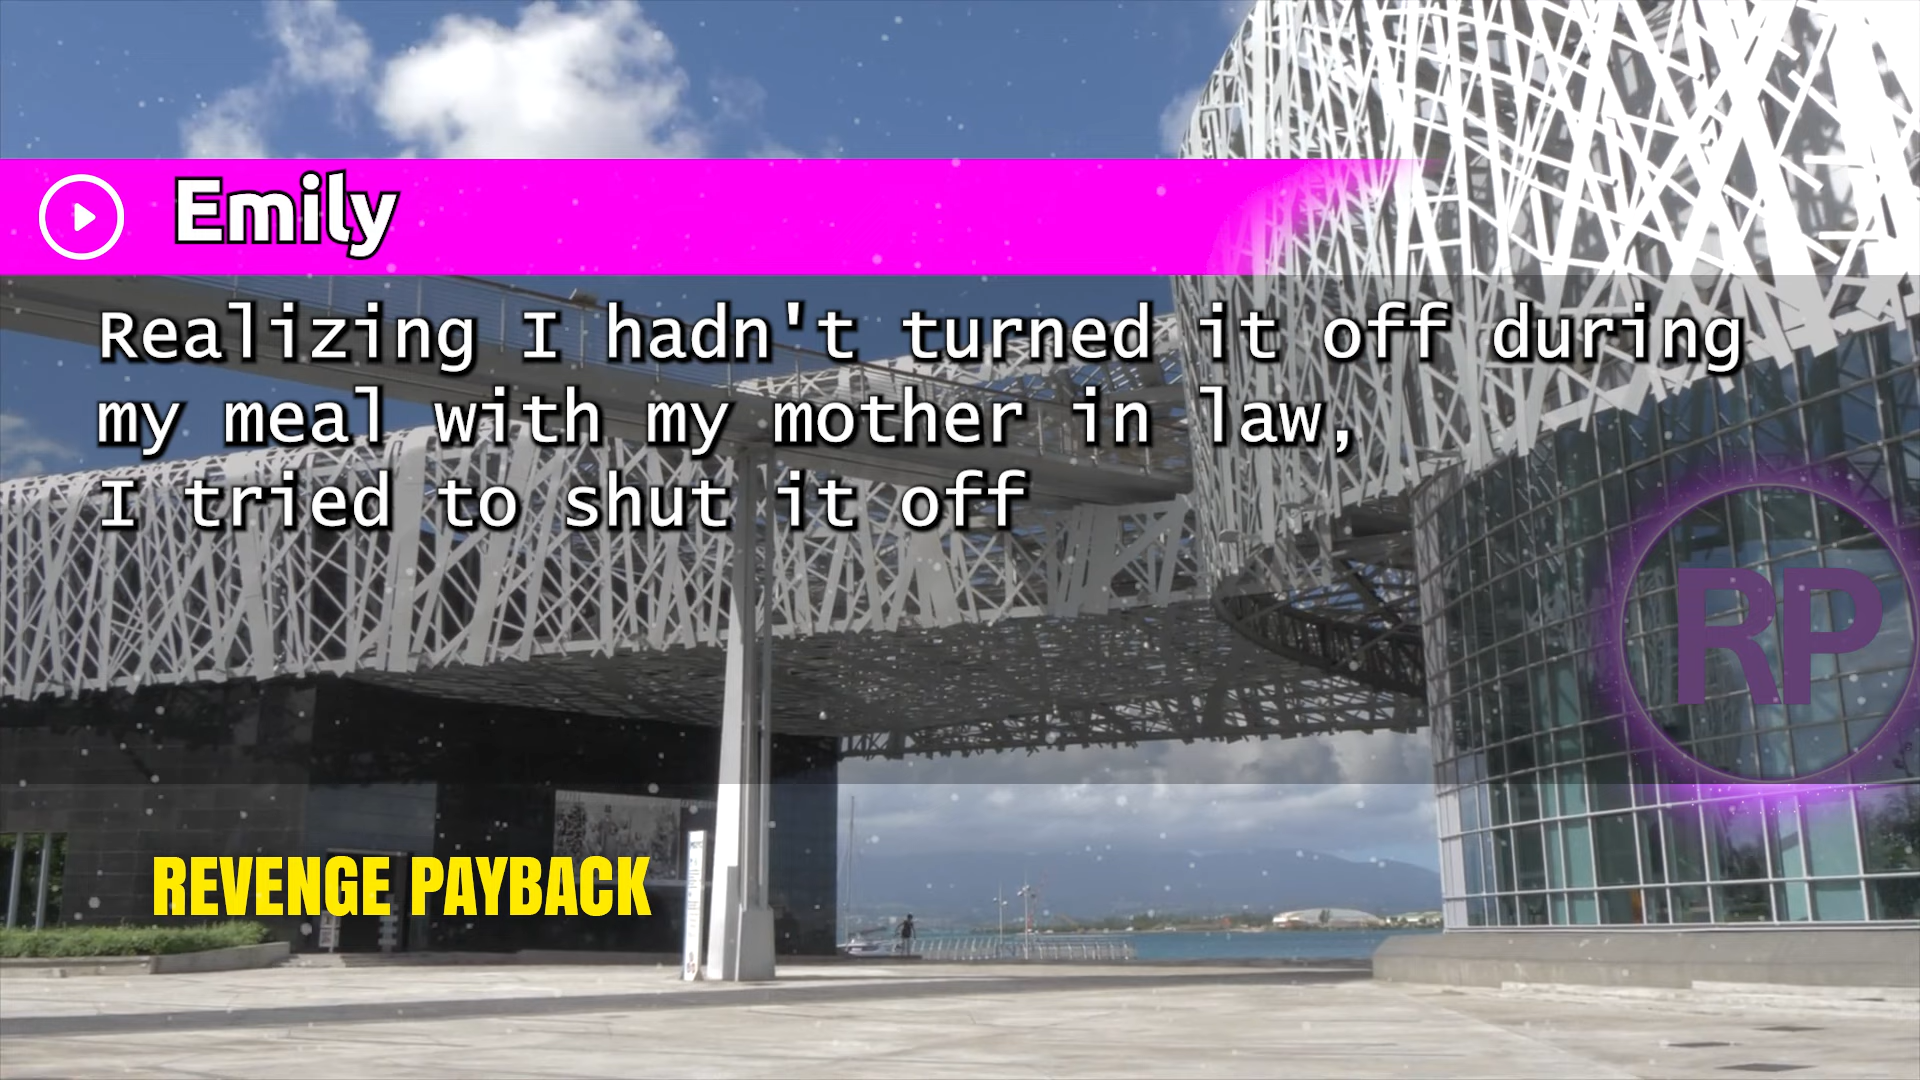 Emily
Realizing I hadn't turned it off during
my meal with my mother in law,
I tried to shut it off
RP
REVENGE PAYBACK